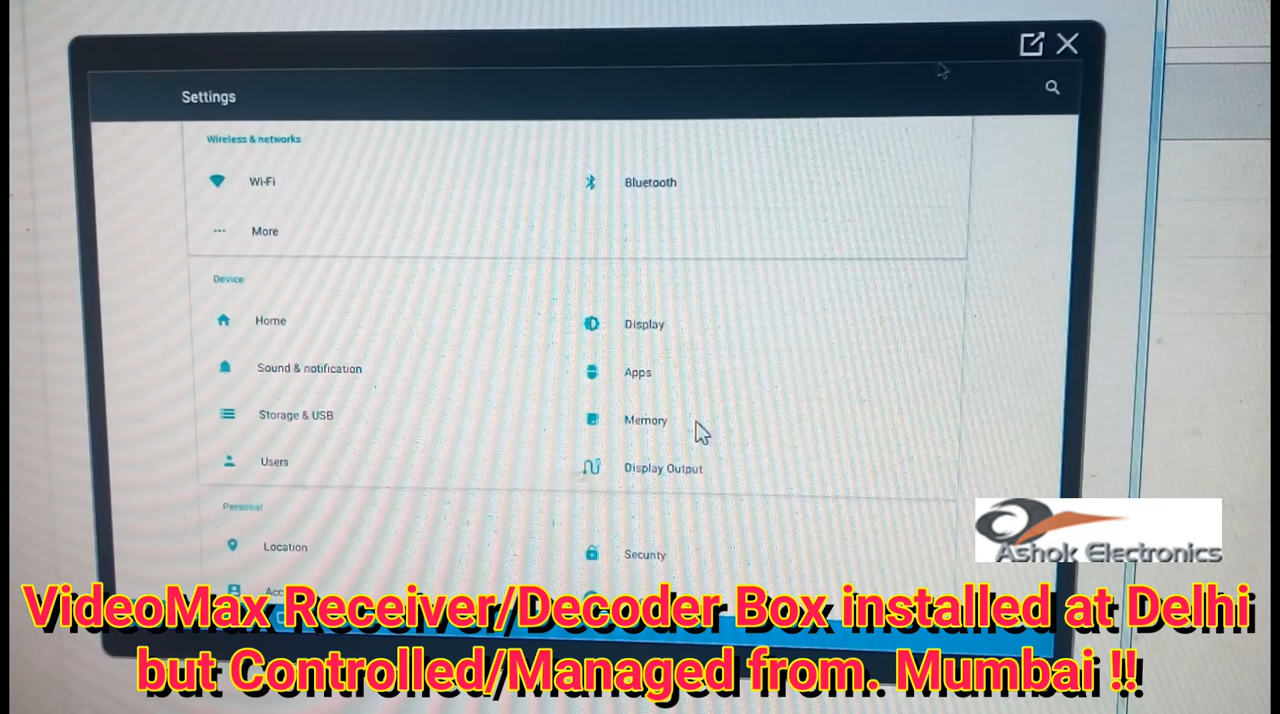 Settings
Wireless & networks
Wi-Fi
Bluetooth
More
Device
Home
Display
Sound & notification
Apps
Storage & USB
Memory
Users
Display Output
Personal
Location
Security
Acc
Ashok Electronics
VideoMax Receiver/Decoder Box installed at Delhi
but Controlled/Managed from. Mumbai !!